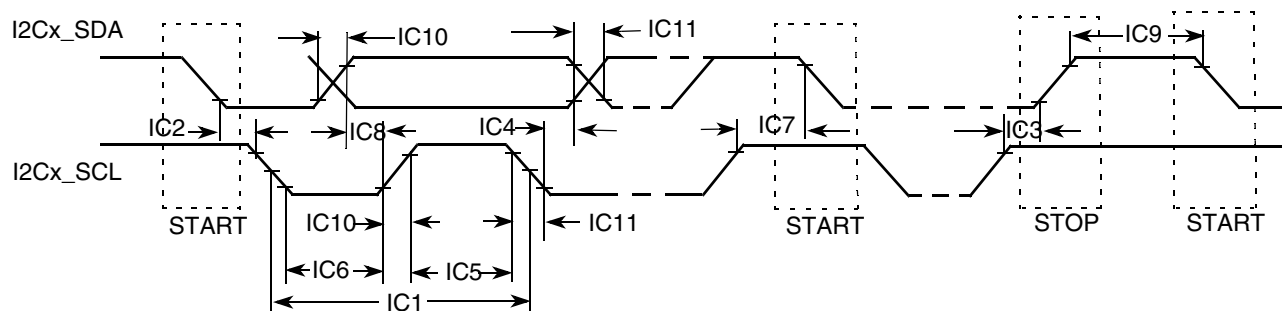 I2Cx_SDA
IC10
IC11
IC9
IC2
IC8
IC4
IC7
IC3
I2Cx_SCL
START
IC10
IC11
START
STOP
START
IC6
IC5
IC1